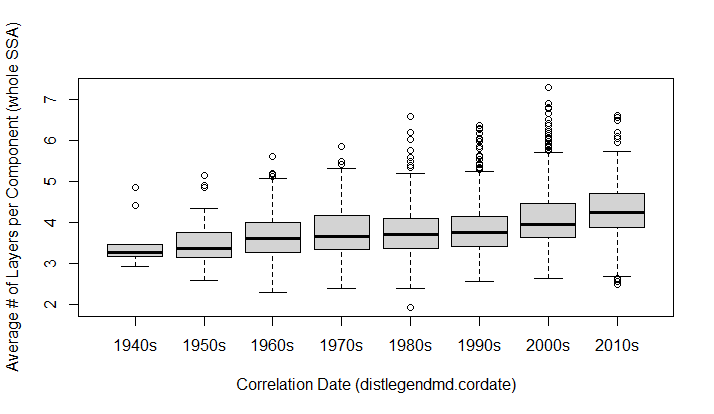 Average # of Layers per Component (whole SSA)
7
6
5
4
3
2
1940s 1950s 1960s 1970s 1980s 1990s 2000s 2010s
Correlation Date (distlegendmd.cordate)